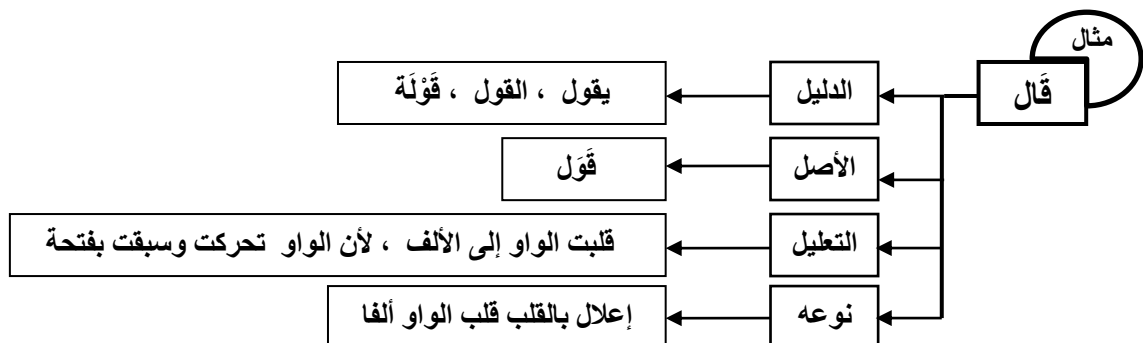 مثال
قَال
الدليل
يقول ، القول ، قَوْلَة
الأصل
قَوَل
التعليل
قلبت الواو إلى الألف ، لأن الواو تحركت وسبقت بفتحة
نوعه
إعلال بالقلب قلب الواو ألفا